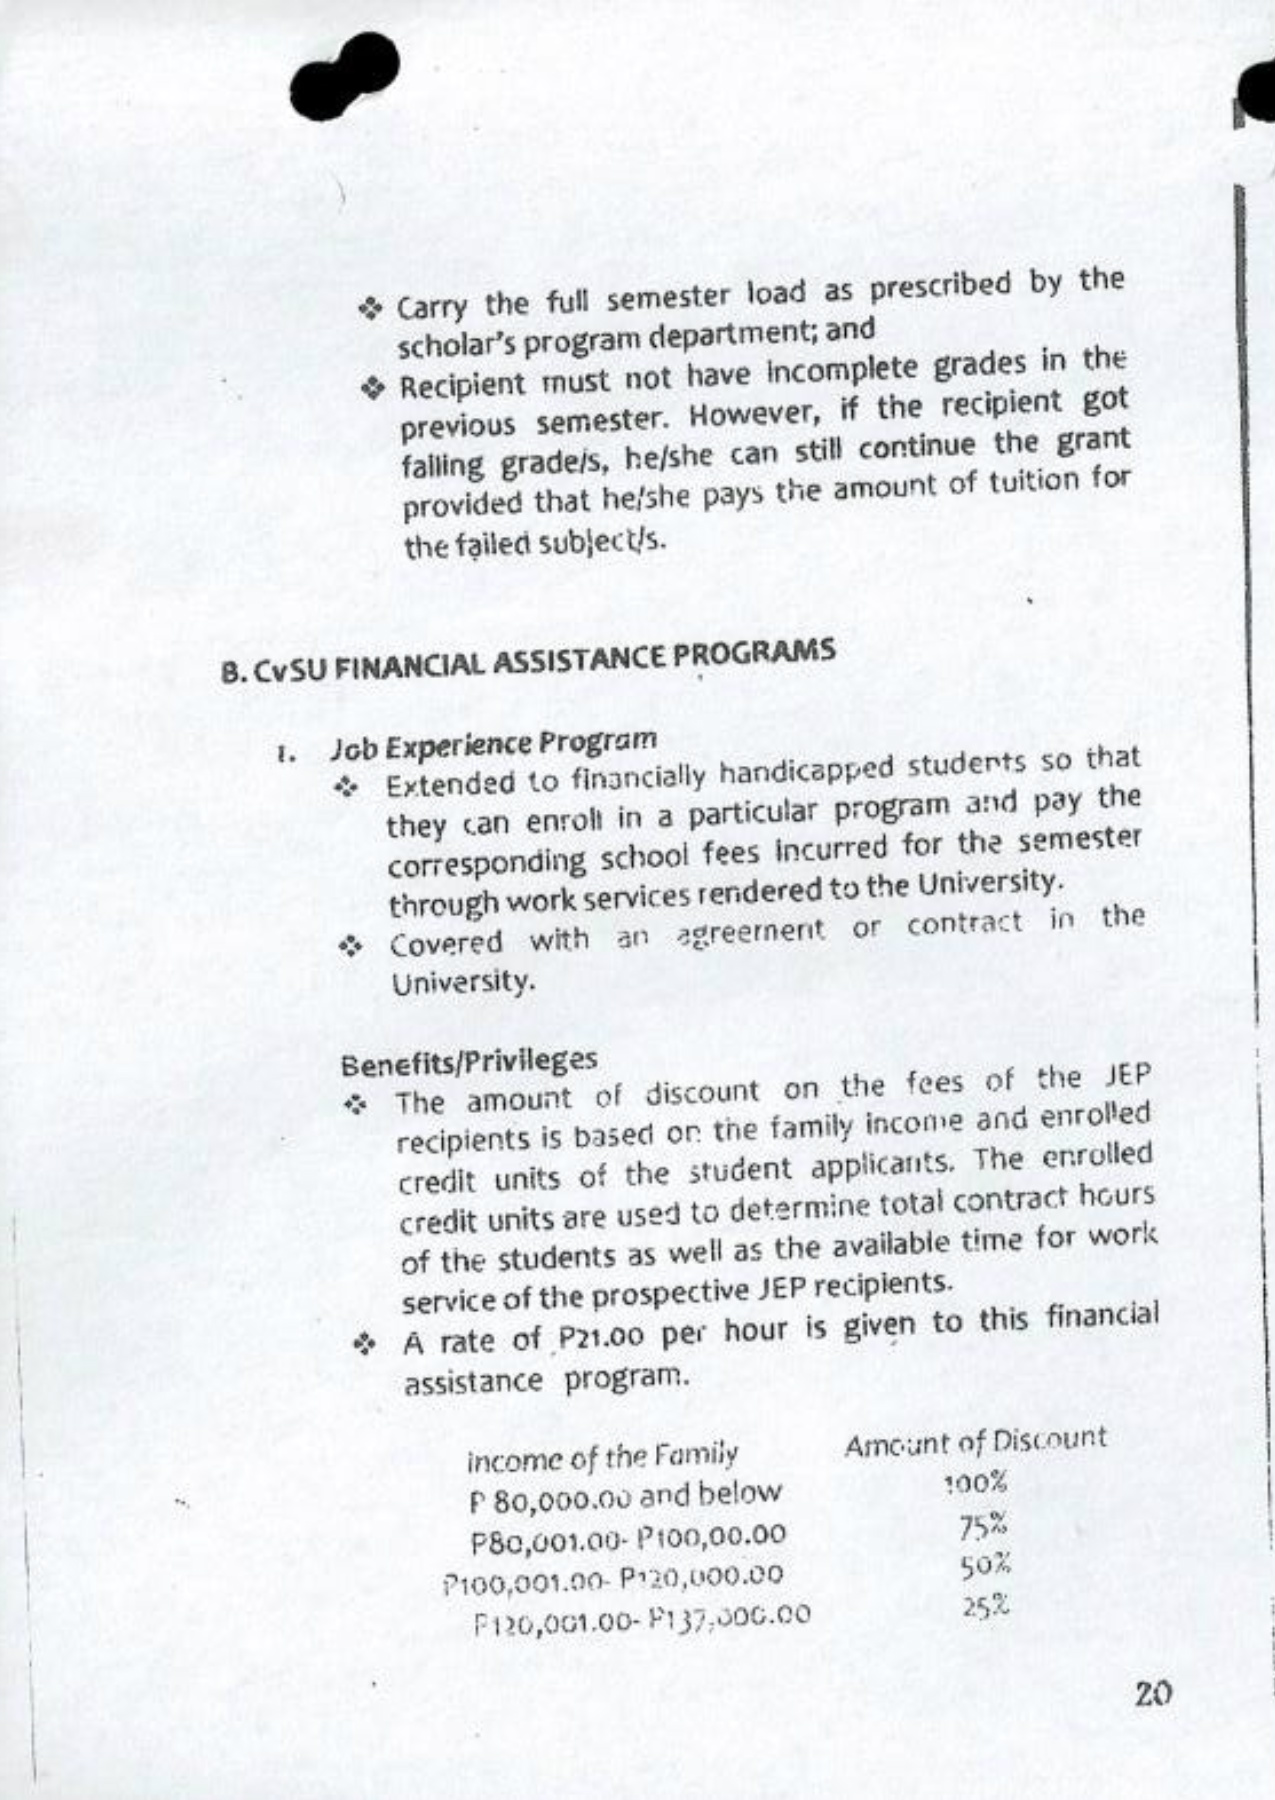 ❖ Carry the full semester load as prescribed by the
scholar's program department; and
❖ Recipient must not have incomplete grades in the
previous semester. However, if the recipient got
failing grade/s, he/she can still continue the grant
provided that he/she pays the amount of tuition for
the failed subject/s.
B. CvSU FINANCIAL ASSISTANCE PROGRAMS
1. Job Experience Program
❖ Extended to financially handicapped students so that
they can enroll in a particular program and pay the
corresponding school fees incurred for the semester
through work services rendered to the University.
❖ Covered with an agreement or contract in the
University.
Benefits/Privileges
❖ The amount of discount on the fees of the JEP
recipients is based on the family income and enrolled
credit units of the student applicants. The enrolled
credit units are used to determine total contract hours
of the students as well as the available time for work
service of the prospective JEP recipients.
❖ A rate of P21.00 per hour is given to this financial
assistance program.
Income of the Family Amount of Discount
P 80,000.00 and below 100%
P80,001.00- P100,00.00 75%
P100,001.00- P120,000.00 50%
P120,001.00- P137,000.00 25%
20